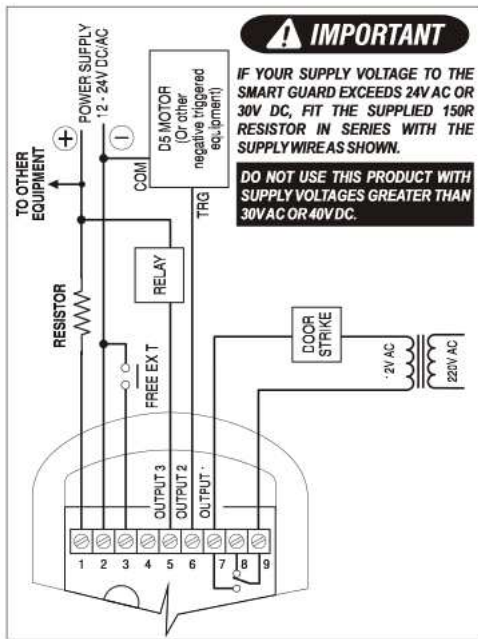 IMPORTANT
IF YOUR SUPPLY VOLTAGE TO THE
SMART GUARD EXCEEDS 24V AC OR
30V DC, FIT THE SUPPLIED 150R
RESISTOR IN SERIES WITH THE
SUPPLY WIRE AS SHOWN.
DO NOT USE THIS PRODUCT WITH
SUPPLY VOLTAGES GREATER THAN
30V AC OR 40V DC.
POWER SUPPLY
12 - 24V DC/AC
+
–
D5 MOTOR
(Or other
negative triggered
equipment)
COM
TRG
TO OTHER
EQUIPMENT
RELAY
RESISTOR
FREE EX T
DOOR
STRIKE
2V AC
220V AC
OUTPUT 3
OUTPUT 2
OUTPUT
1 2 3 4 5 6 7 8 9